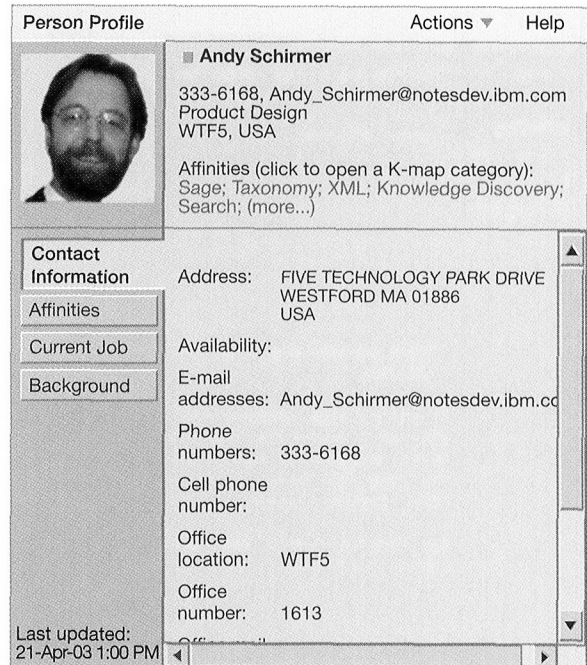 Person Profile
Actions
Help
Andy Schirmer
333-6168, Andy_Schirmer@notesdev.ibm.com
Product Design
WTF5, USA
Affinities (click to open a K-map category):
Sage; Taxonomy; XML; Knowledge Discovery;
Search; (more...)
Contact
Information
Affinities
Current Job
Background
Address: FIVE TECHNOLOGY PARK DRIVE
WESTFORD MA 01886
USA
Availability:
E-mail
addresses: Andy_Schirmer@notesdev.ibm.cc
Phone
numbers: 333-6168
Cell phone
number:
Office
location: WTF5
Office
number: 1613
Last updated:
21-Apr-03 1:00 PM